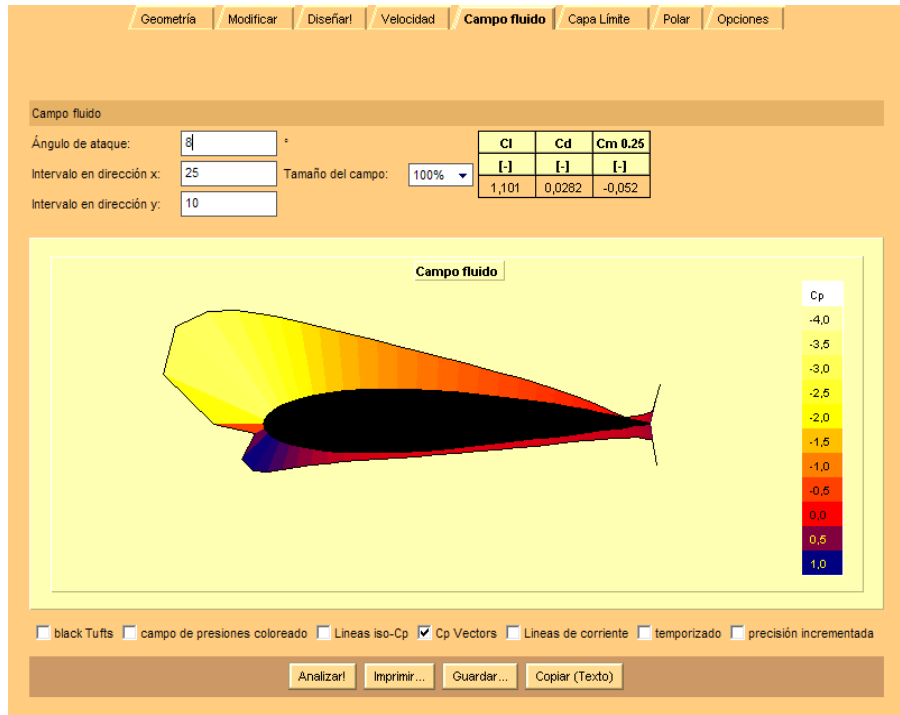 Geometría Modificar Diseñar! Velocidad Campo fluido Capa Límite Polar Opciones
Campo fluido
Ángulo de ataque: 8 °
Intervalo en dirección x: 25 Tamaño del campo: 100%
Intervalo en dirección y: 10
Cl Cd Cm 0.25
[-] [-] [-]
1,101 0,0282 -0,052
Campo fluido
Cp
-4,0
-3,5
-3,0
-2,5
-2,0
-1,5
-1,0
-0,5
0,0
0,5
1,0
black Tufts campo de presiones coloreado Lineas iso-Cp Cp Vectors Lineas de corriente temporizado precisión incrementada
Analizar! Imprimir... Guardar... Copiar (Texto)